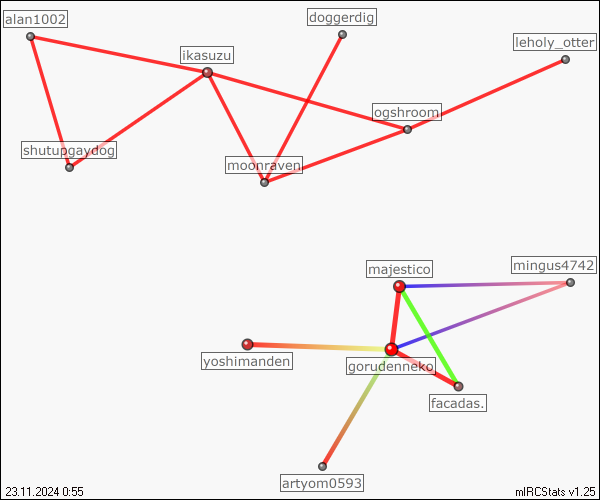 alan1002
doggerdig
leholy_otter
ikasuzu
ogshroom
shutupgaydog
moonraven
majestico
mingus4742
yoshimanden
gorudenneko
facadas.
artyom0593
23.11.2024 0:55
mIRCStats v1.25